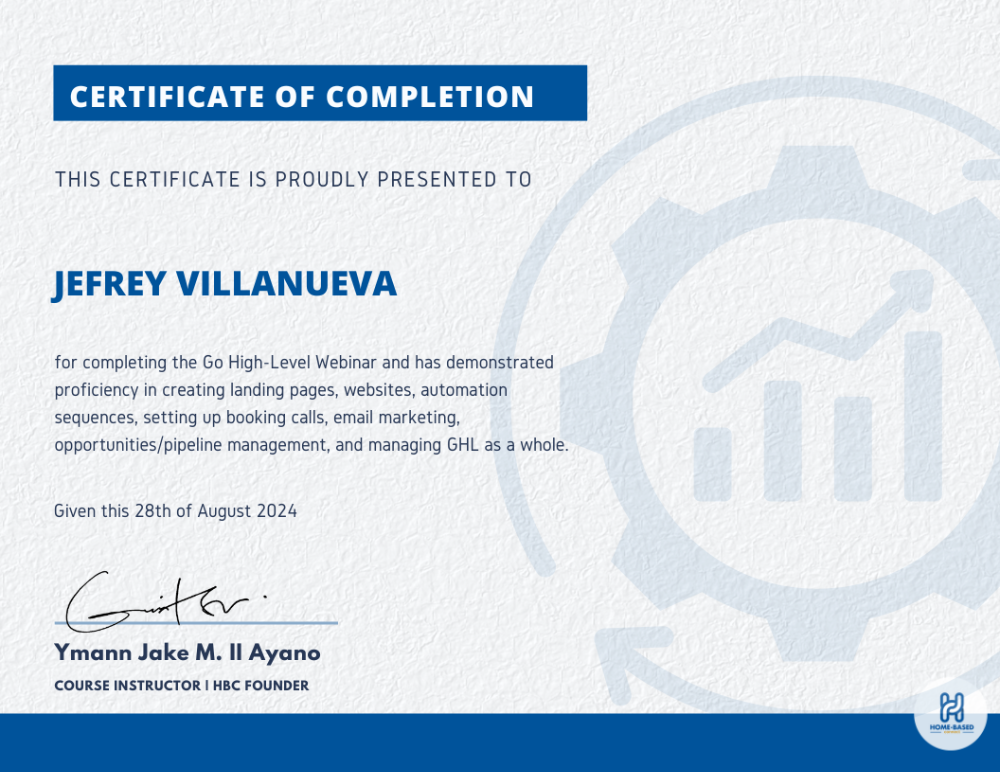 CERTIFICATE OF COMPLETION
THIS CERTIFICATE IS PROUDLY PRESENTED TO
JEFREY VILLANUEVA
for completing the Go High-Level Webinar and has demonstrated
proficiency in creating landing pages, websites, automation
sequences, setting up booking calls, email marketing,
opportunities/pipeline management, and managing GHL as a whole.
Given this 28th of August 2024
Ymann Jake M. II Ayano
COURSE INSTRUCTOR | HBC FOUNDER
HOME-BASED